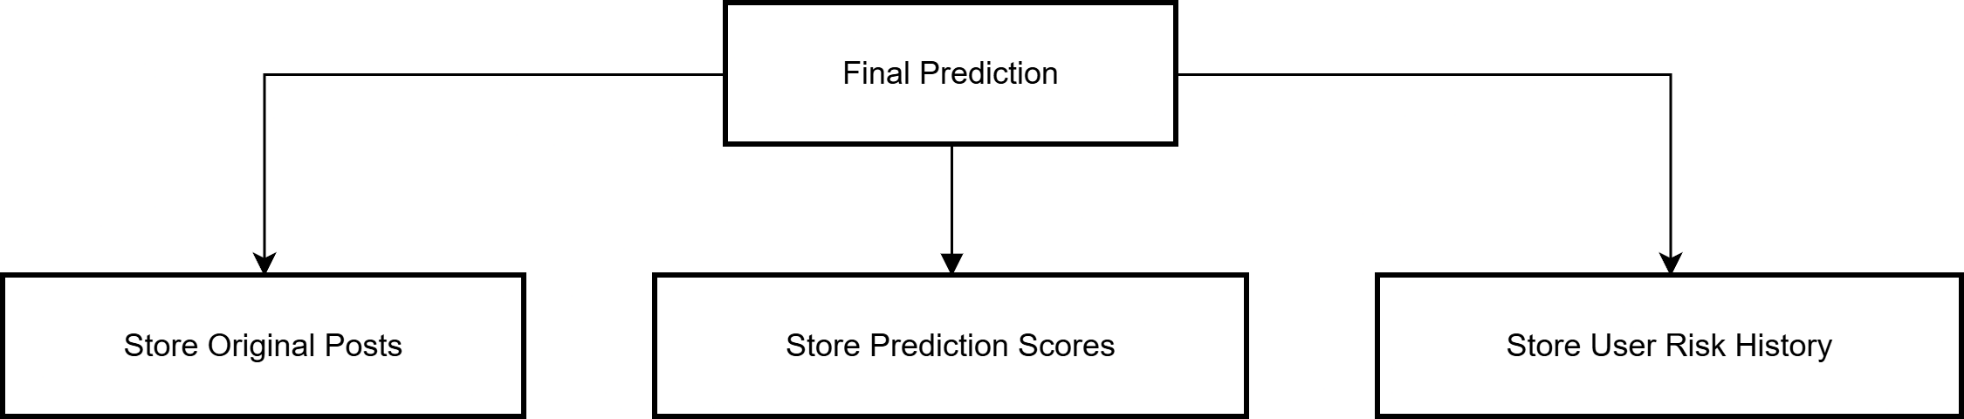 Final Prediction
Store Original Posts
Store Prediction Scores
Store User Risk History